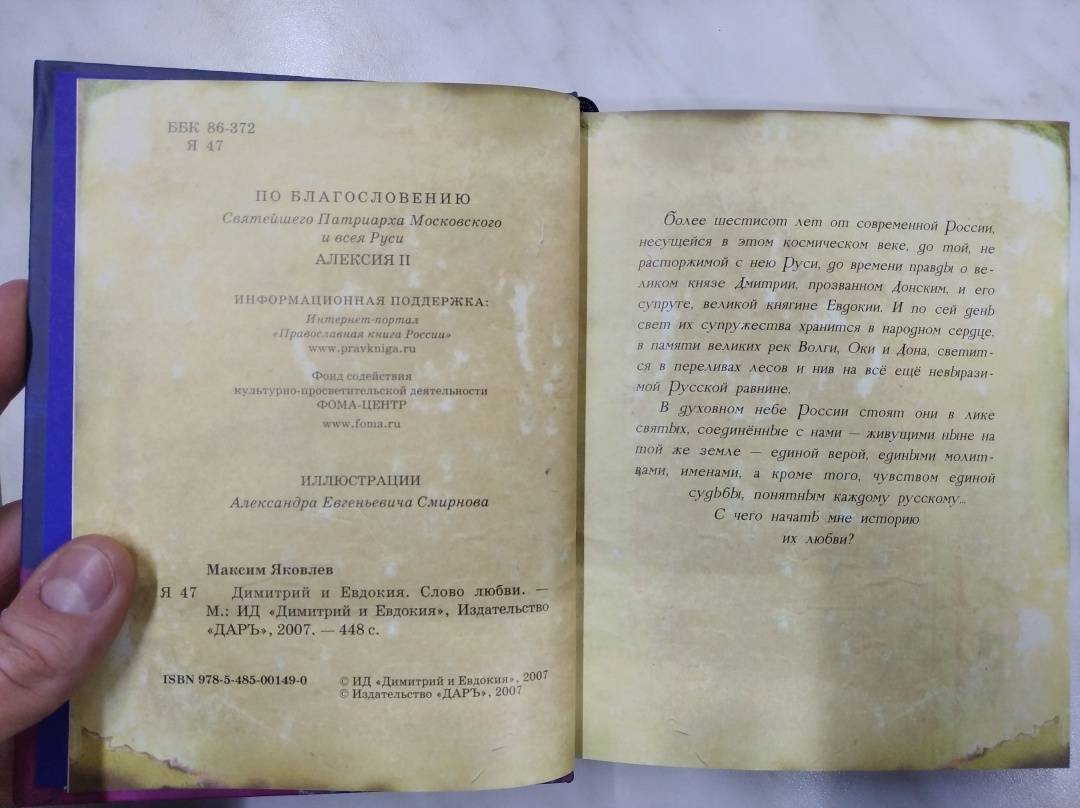 ББК 86-372
Я 47
ПО БЛАГОСЛОВЕНИЮ
Святейшего Патриарха Московского
и всея Руси
АЛЕКСИЯ II
ИНФОРМАЦИОННАЯ ПОДДЕРЖКА:
Интернет-портал
«Православная книга России»
www.pravkniga.ru
Фонд содействия
культурно-просветительской деятельности
ФОМА-ЦЕНТР
www.foma.ru
ИЛЛЮСТРАЦИИ
Александра Евгеньевича Смирнова
Максим Яковлев
Я 47 Димитрий и Евдокия. Слово любви. —
М.: ИД «Димитрий и Евдокия», Издательство
«ДАРЪ», 2007. — 448 с.
ISBN 978-5-485-00149-0 © ИД «Димитрий и Евдокия», 2007
© Издательство «ДАРЪ», 2007
Более шестисот лет от современной России,
несущейся в этом космическом веке, до той, не
расторжимой с нею Руси, до времени правды о ве-
ликом князе Дмитрии, прозванном Донским, и его
супруге, великой княгине Евдокии. И по сей день
свет их супружества хранится в народном сердце,
в памяти великих рек Волги, Оки и Дона, светит-
ся в переливах лесов и нив на всё ещё невырази-
мой Русской равнине.
В духовном небе России стоят они в лике
святых, соединённые с нами — живущими ныне на
той же земле — единой верой, едиными молит-
вами, именами, а кроме того, чувством единой
судьбы, понятным каждому русскому...
С чего начать мне историю
их любви?